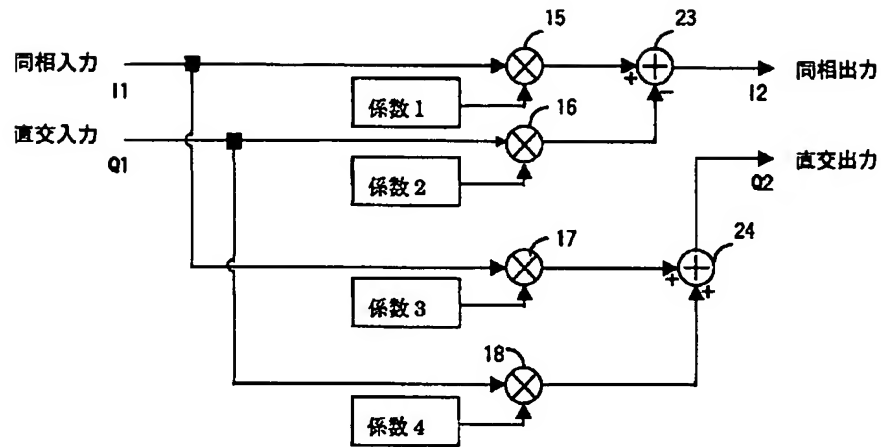 15
23
同相入力
I1
+
−
同相出力
I2
係数1
16
直交入力
Q1
係数2
直交出力
Q2
17
24
+
+
係数3
18
係数4